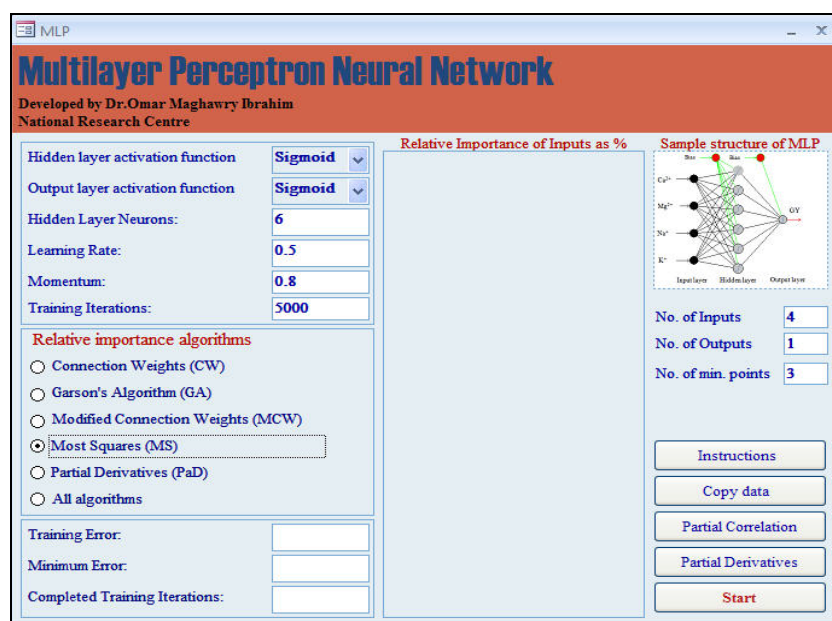 MLP
Multilayer Perceptron Neural Network
Developed by Dr.Omar Maghawry Ibrahim
National Research Centre
Hidden layer activation function Sigmoid
Output layer activation function Sigmoid
Hidden Layer Neurons: 6
Learning Rate: 0.5
Momentum: 0.8
Training Iterations: 5000
Relative importance algorithms
Connection Weights (CW)
Garson's Algorithm (GA)
Modified Connection Weights (MCW)
Most Squares (MS)
Partial Derivatives (PaD)
All algorithms
Training Error:
Minimum Error:
Completed Training Iterations:
Relative Importance of Inputs as %
Sample structure of MLP
Bias Bias
Ca²⁺
Mg²⁺
Na⁺
K⁺
GY
Input layer Hidden layer Output layer
No. of Inputs 4
No. of Outputs 1
No. of min. points 3
Instructions
Copy data
Partial Correlation
Partial Derivatives
Start